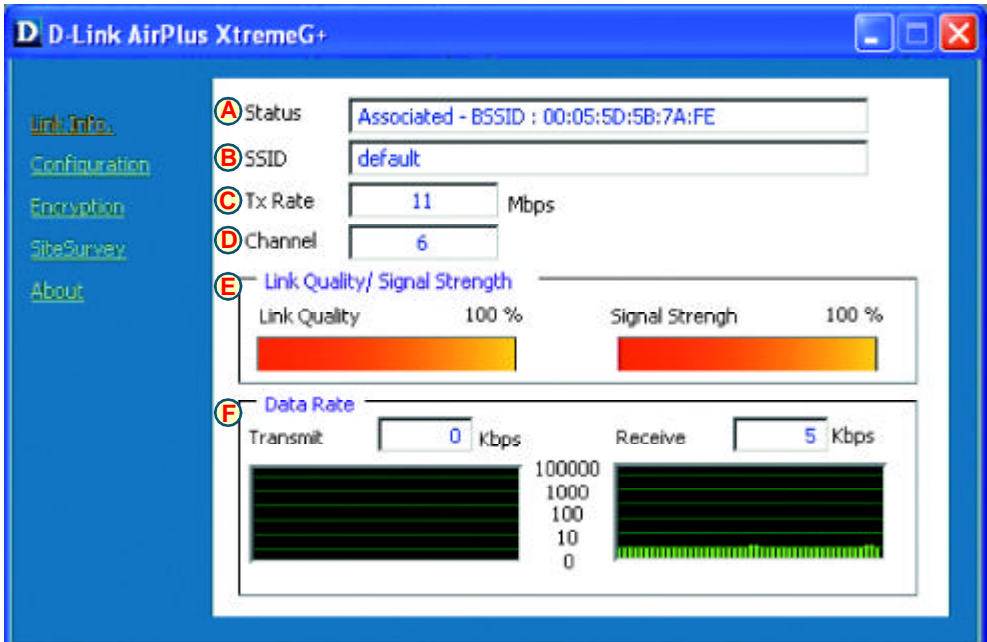 D D-Link AirPlus XtremeG+
Link Info.
Configuration
Encryption
SiteSurvey
About
A Status Associated - BSSID : 00:05:5D:5B:7A:FE
B SSID default
C Tx Rate 11 Mbps
D Channel 6
E Link Quality/ Signal Strength
Link Quality 100 % Signal Strengh 100 %
F Data Rate
Transmit 0 Kbps Receive 5 Kbps
100000
1000
100
10
0